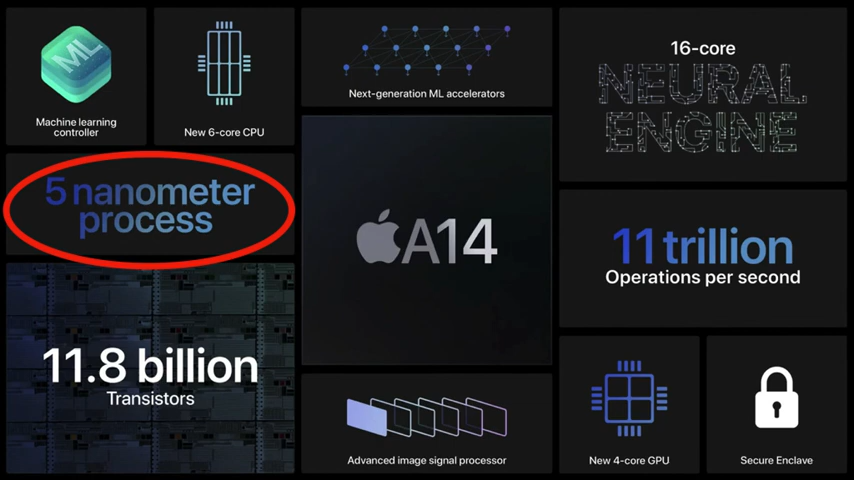 ML
Machine learning
controller
New 6-core CPU
Next-generation ML accelerators
16-core
NEURAL
ENGINE
5 nanometer
process
A14
11 trillion
Operations per second
11.8 billion
Transistors
Advanced image signal processor
New 4-core GPU
Secure Enclave